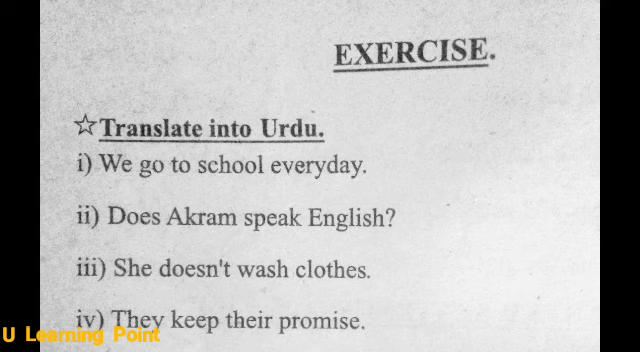 EXERCISE.
☆Translate into Urdu.
i) We go to school everyday.
ii) Does Akram speak English?
iii) She doesn't wash clothes.
iv) They keep their promise.
U Learning Point